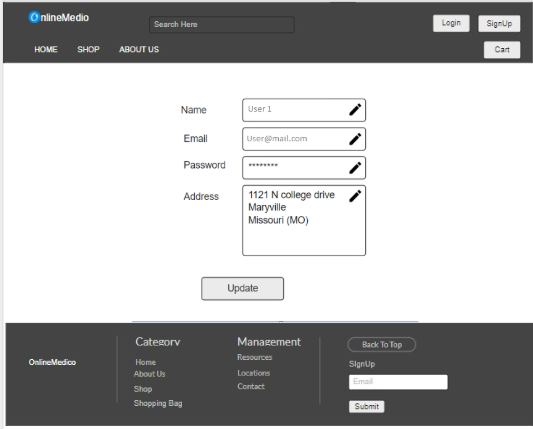 OnlineMedio
Search Here
Login
SignUp
HOME
SHOP
ABOUT US
Cart
Name
User 1
Email
User@mail.com
Password
********
Address
1121 N college drive
Maryville
Missouri (MO)
Update
OnlineMedico
Category
Home
About Us
Shop
Shopping Bag
Management
Resources
Locations
Contact
Back To Top
SignUp
Email
Submit